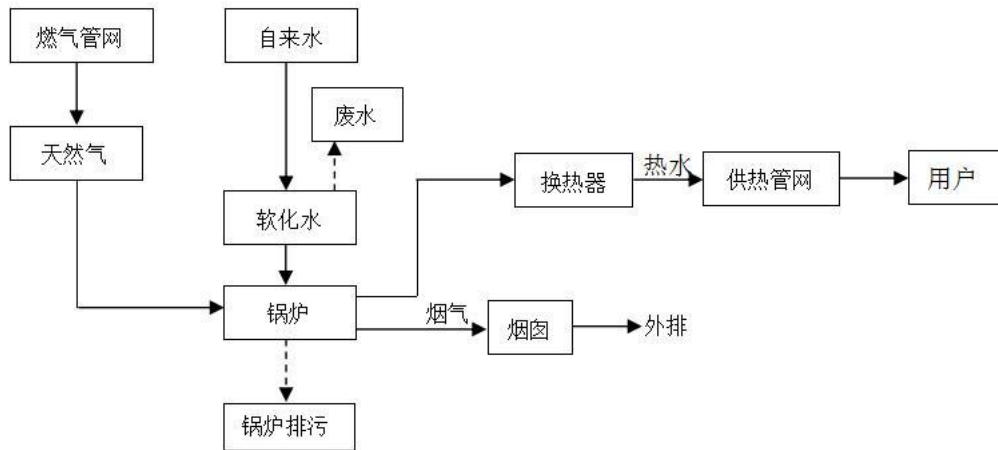 燃气管网
自来水
废水
天然气
换热器
热水
供热管网
用户
软化水
锅炉
烟气
烟囱
外排
锅炉排污